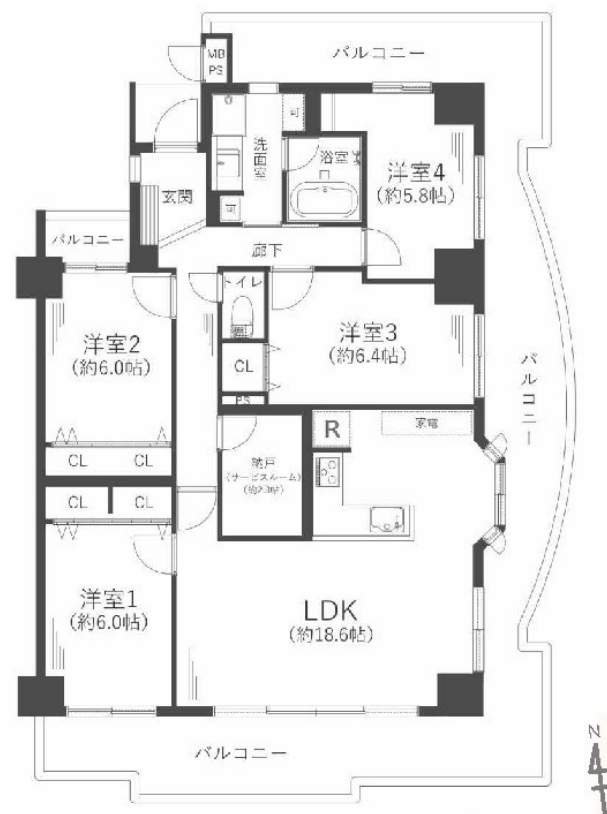 バルコニー
MB
PS
洗面室
浴室
洋室4
(約5.8帖)
玄関
バルコニー
廊下
トイレ
洋室3
(約6.4帖)
洋室2
(約6.0帖)
CL
PS
バルコニー
R
家電
納戸
(サービスルーム)
CL CL
CL CL
洋室1
(約6.0帖)
LDK
(約18.6帖)
バルコニー
N